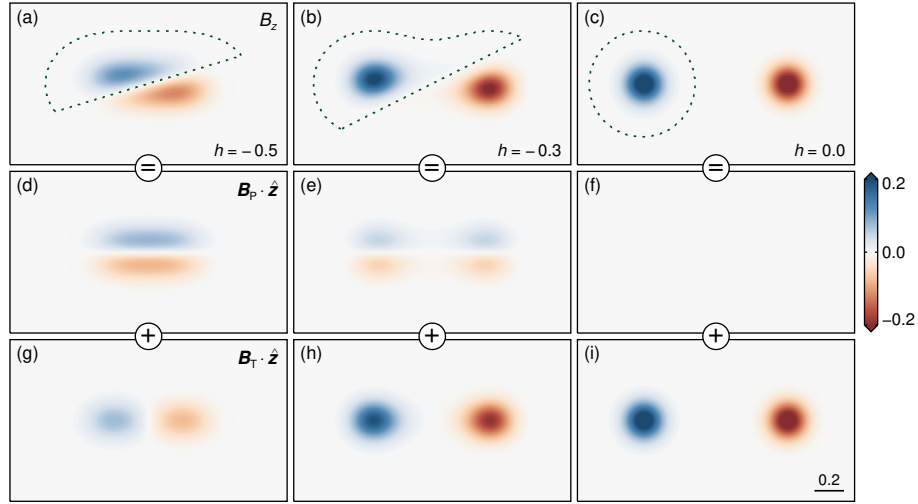 (a) B_z
h = −0.5
(b)
h = −0.3
(c)
h = 0.0
= = =
(d) B_P · ẑ
(e)
(f)
0.2
0.0
−0.2
+ + +
(g) B_T · ẑ
(h)
(i)
0.2